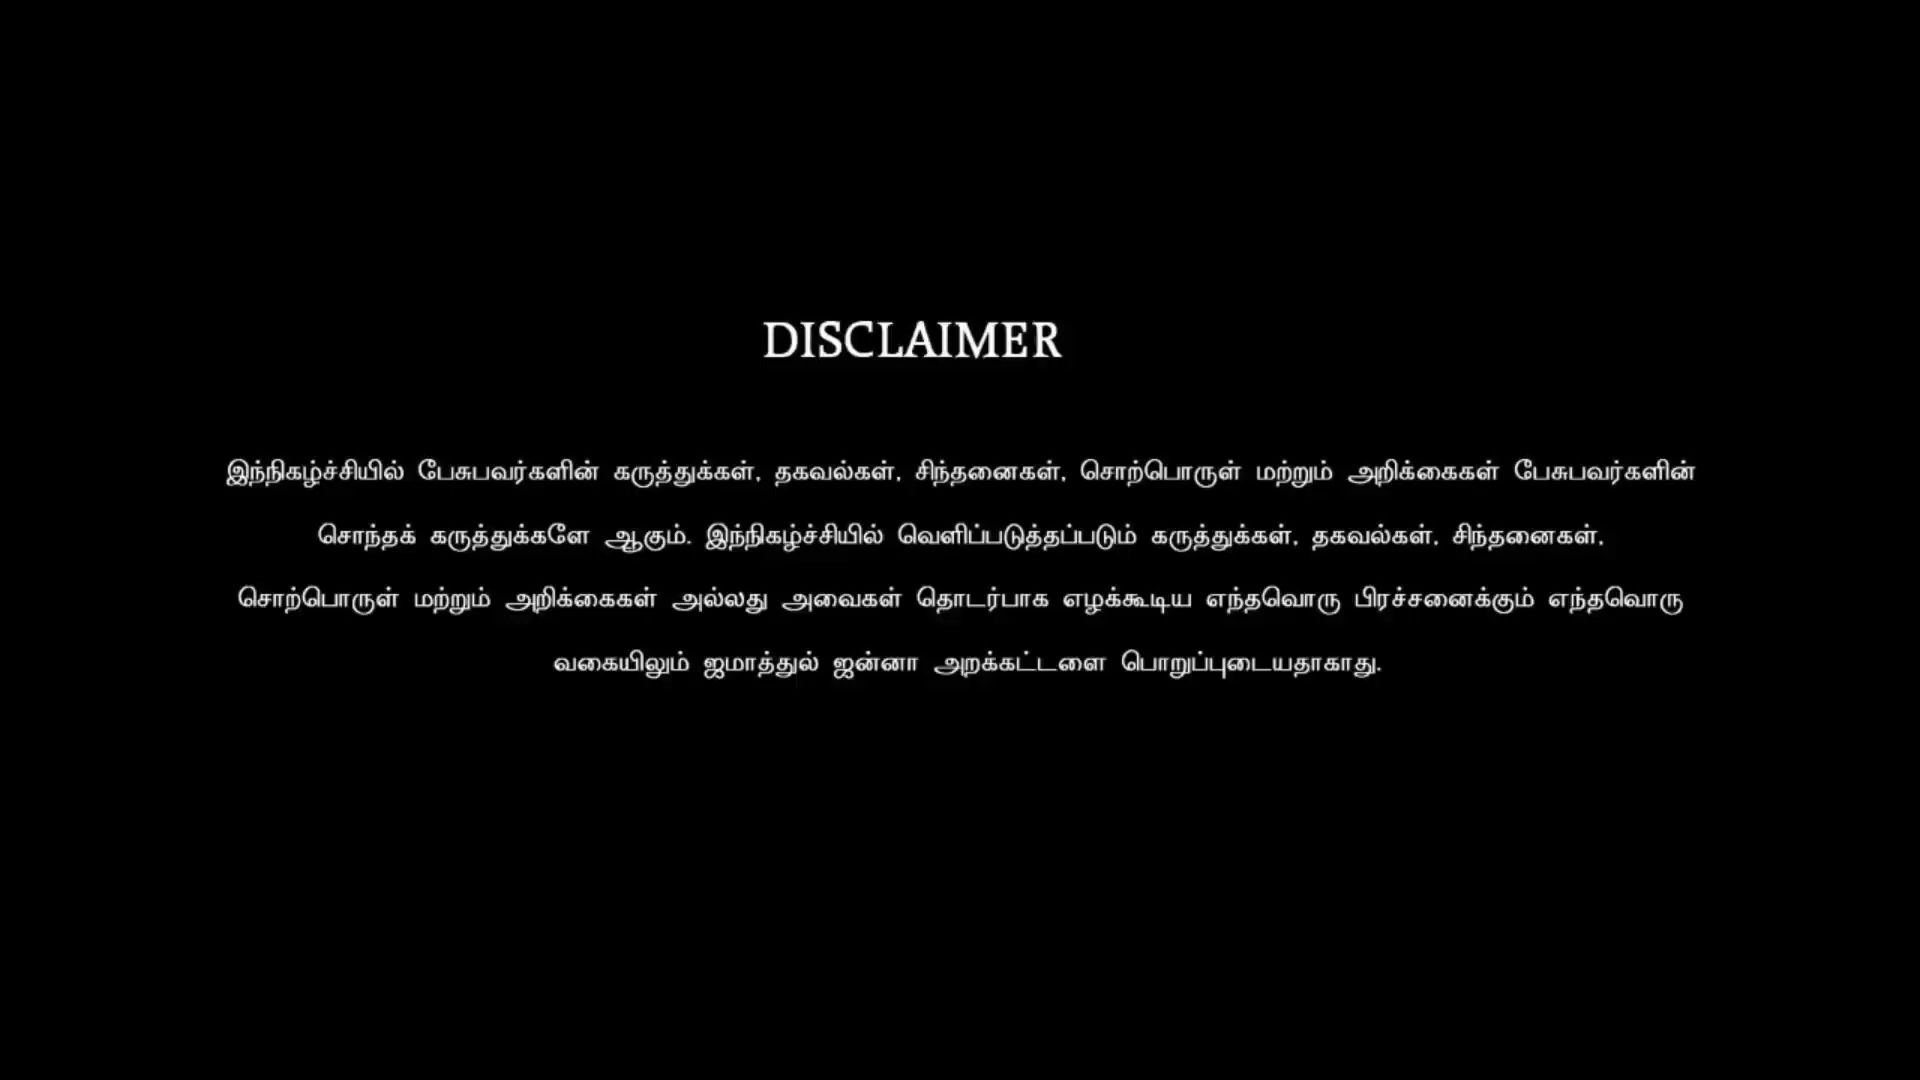 DISCLAIMER
இந்நிகழ்ச்சியில் பேசுபவர்களின் கருத்துக்கள், தகவல்கள், சிந்தனைகள், சொற்பொருள் மற்றும் அறிக்கைகள் பேசுபவர்களின்
சொந்தக் கருத்துக்களே ஆகும். இந்நிகழ்ச்சியில் வெளிப்படுத்தப்படும் கருத்துக்கள், தகவல்கள், சிந்தனைகள்,
சொற்பொருள் மற்றும் அறிக்கைகள் அல்லது அவைகள் தொடர்பாக எழக்கூடிய எந்தவொரு பிரச்சனைக்கும் எந்தவொரு
வகையிலும் ஜமாத்துல் ஜன்னா அறக்கட்டளை பொறுப்புடையதாகாது.